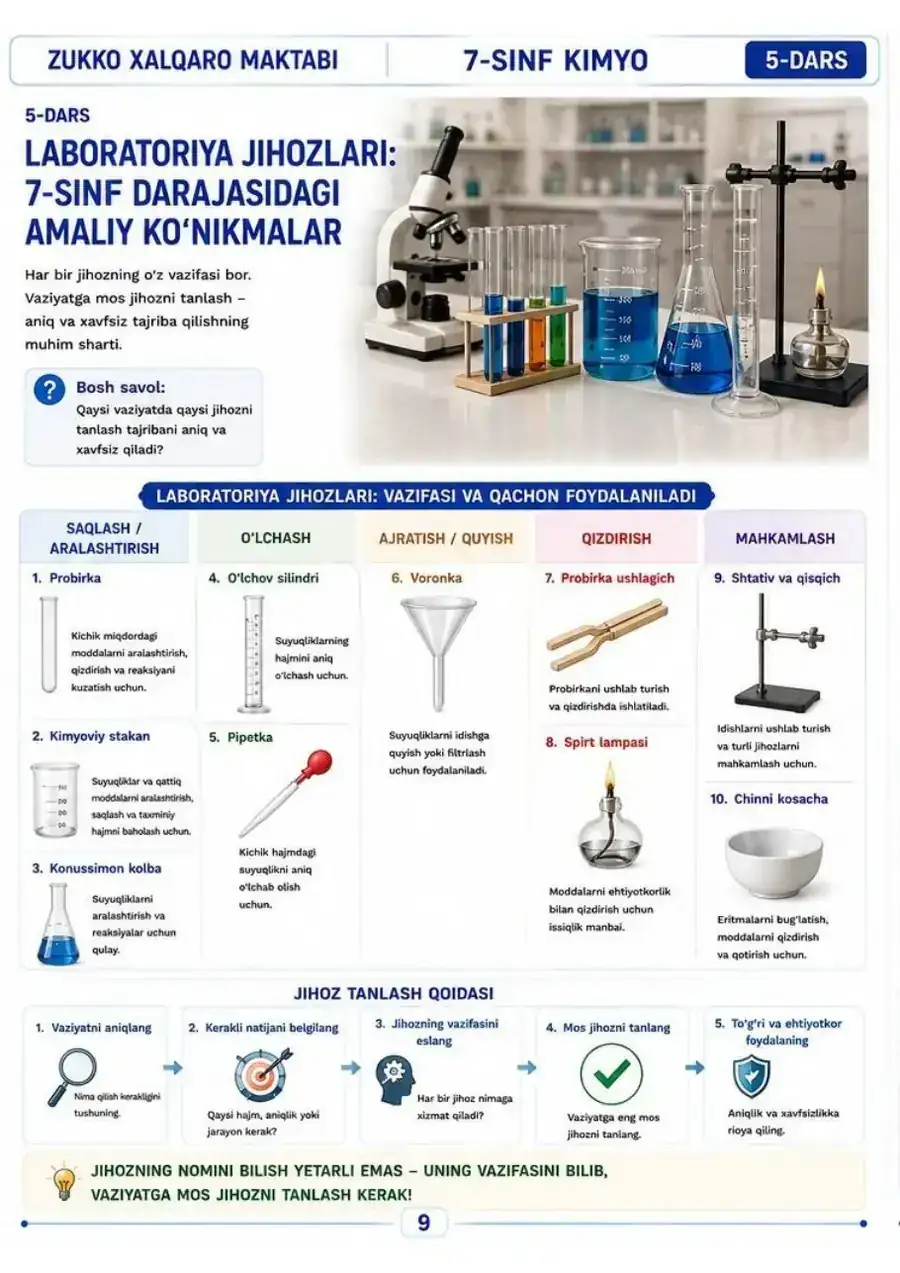 ZUKKO XALQARO MAKTABI
7-SINF KIMYO
5-DARS
5-DARS
LABORATORIYA JIHOZLARI:
7-SINF DARAJASIDAGI
AMALIY KO‘NIKMALAR
Har bir jihozning o‘z vazifasi bor.
Vaziyatga mos jihozni tanlash –
aniq va xavfsiz tajriba qilishning
muhim sharti.
?
Bosh savol:
Qaysi vaziyatda qaysi jihozni
tanlash tajribani aniq va
xavfsiz qiladi?
LABORATORIYA JIHOZLARI: VAZIFASI VA QACHON FOYDALANILADI
SAQLASH /
ARALASHTIRISH
1. Probirka
Kichik miqdordagi
moddalarni aralashtirish,
qizdirish va reaksiyani
kuzatish uchun.
2. Kimyoviy stakan
Suyuqliklar va qattiq
moddalarni aralashtirish,
saqlash va taxminiy
hajmni baholash uchun.
3. Konussimon kolba
Suyuqliklarni
aralashtirish va
reaksiyalar uchun
qulay.
O‘LCHASH
4. O‘lchov silindri
Suyuqliklarning
hajmini aniq
o‘lchash uchun.
5. Pipetka
Kichik hajmdagi
suyuqlikni aniq
o‘lchab olish
uchun.
AJRATISH / QUYISH
6. Voronka
Suyuqliklarni idishga
quyish yoki filtrlash
uchun foydalaniladi.
QIZDIRISH
7. Probirka ushlagich
Probirkani ushlab turish
va qizdirishda ishlatiladi.
8. Spirt lampasi
Moddalarni ehtiyotkorlik
bilan qizdirish uchun
issiqlik manbai.
MAHKAMLASH
9. Shtativ va qisqich
Idishlarni ushlab turish
va turli jihozlarni
mahkamlash uchun.
10. Chinni kosacha
Eritmalarni bug‘latish,
moddalarni qizdirish
va qotirish uchun.
JIHOZ TANLASH QOIDASI
1. Vaziyatni aniqlang
Nima qilish kerakligini
tushuning.
2. Kerakli natijani belgilang
Qaysi hajm, aniqlik yoki
jarayon kerak?
3. Jihozning vazifasini
eslang
Har bir jihoz nimaga
xizmat qiladi?
4. Mos jihozni tanlang
Vaziyatga eng mos
jihozni tanlang.
5. To‘g‘ri va ehtiyotkor
foydalaning
Aniqlik va xavfsizlikka
rioya qiling.
JIHOZNING NOMINI BILISH YETARLI EMAS – UNING VAZIFASINI BILIB,
VAZIYATGA MOS JIHOZNI TANLASH KERAK!
9